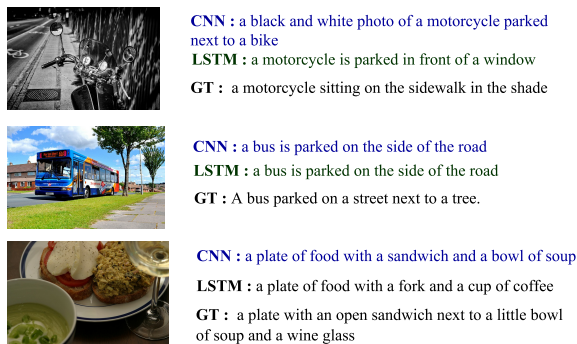 CNN : a black and white photo of a motorcycle parked
next to a bike
LSTM : a motorcycle is parked in front of a window
GT : a motorcycle sitting on the sidewalk in the shade
CNN : a bus is parked on the side of the road
LSTM : a bus is parked on the side of the road
GT : A bus parked on a street next to a tree.
CNN : a plate of food with a sandwich and a bowl of soup
LSTM : a plate of food with a fork and a cup of coffee
GT : a plate with an open sandwich next to a little bowl
of soup and a wine glass